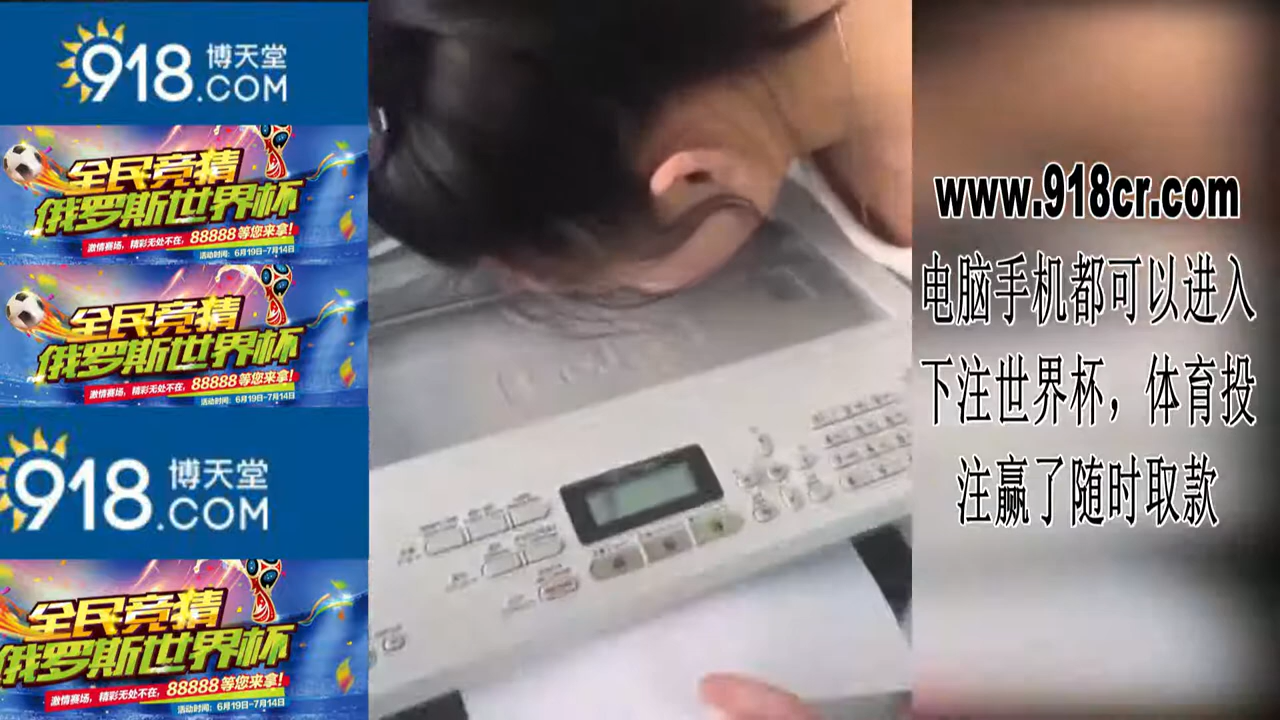 918 博天堂
.COM
全民竞猜
俄罗斯世界杯
激情赛场，精彩无处不在，88888等您来拿!
活动时间：6月19日-7月14日
全民竞猜
俄罗斯世界杯
激情赛场，精彩无处不在，88888等您来拿!
活动时间：6月19日-7月14日
918 博天堂
.COM
全民竞猜
俄罗斯世界杯
激情赛场，精彩无处不在，88888等您来拿!
活动时间：6月19日-7月14日
www.918cr.com
电脑手机都可以进入
下注世界杯，体育投
注赢了随时取款